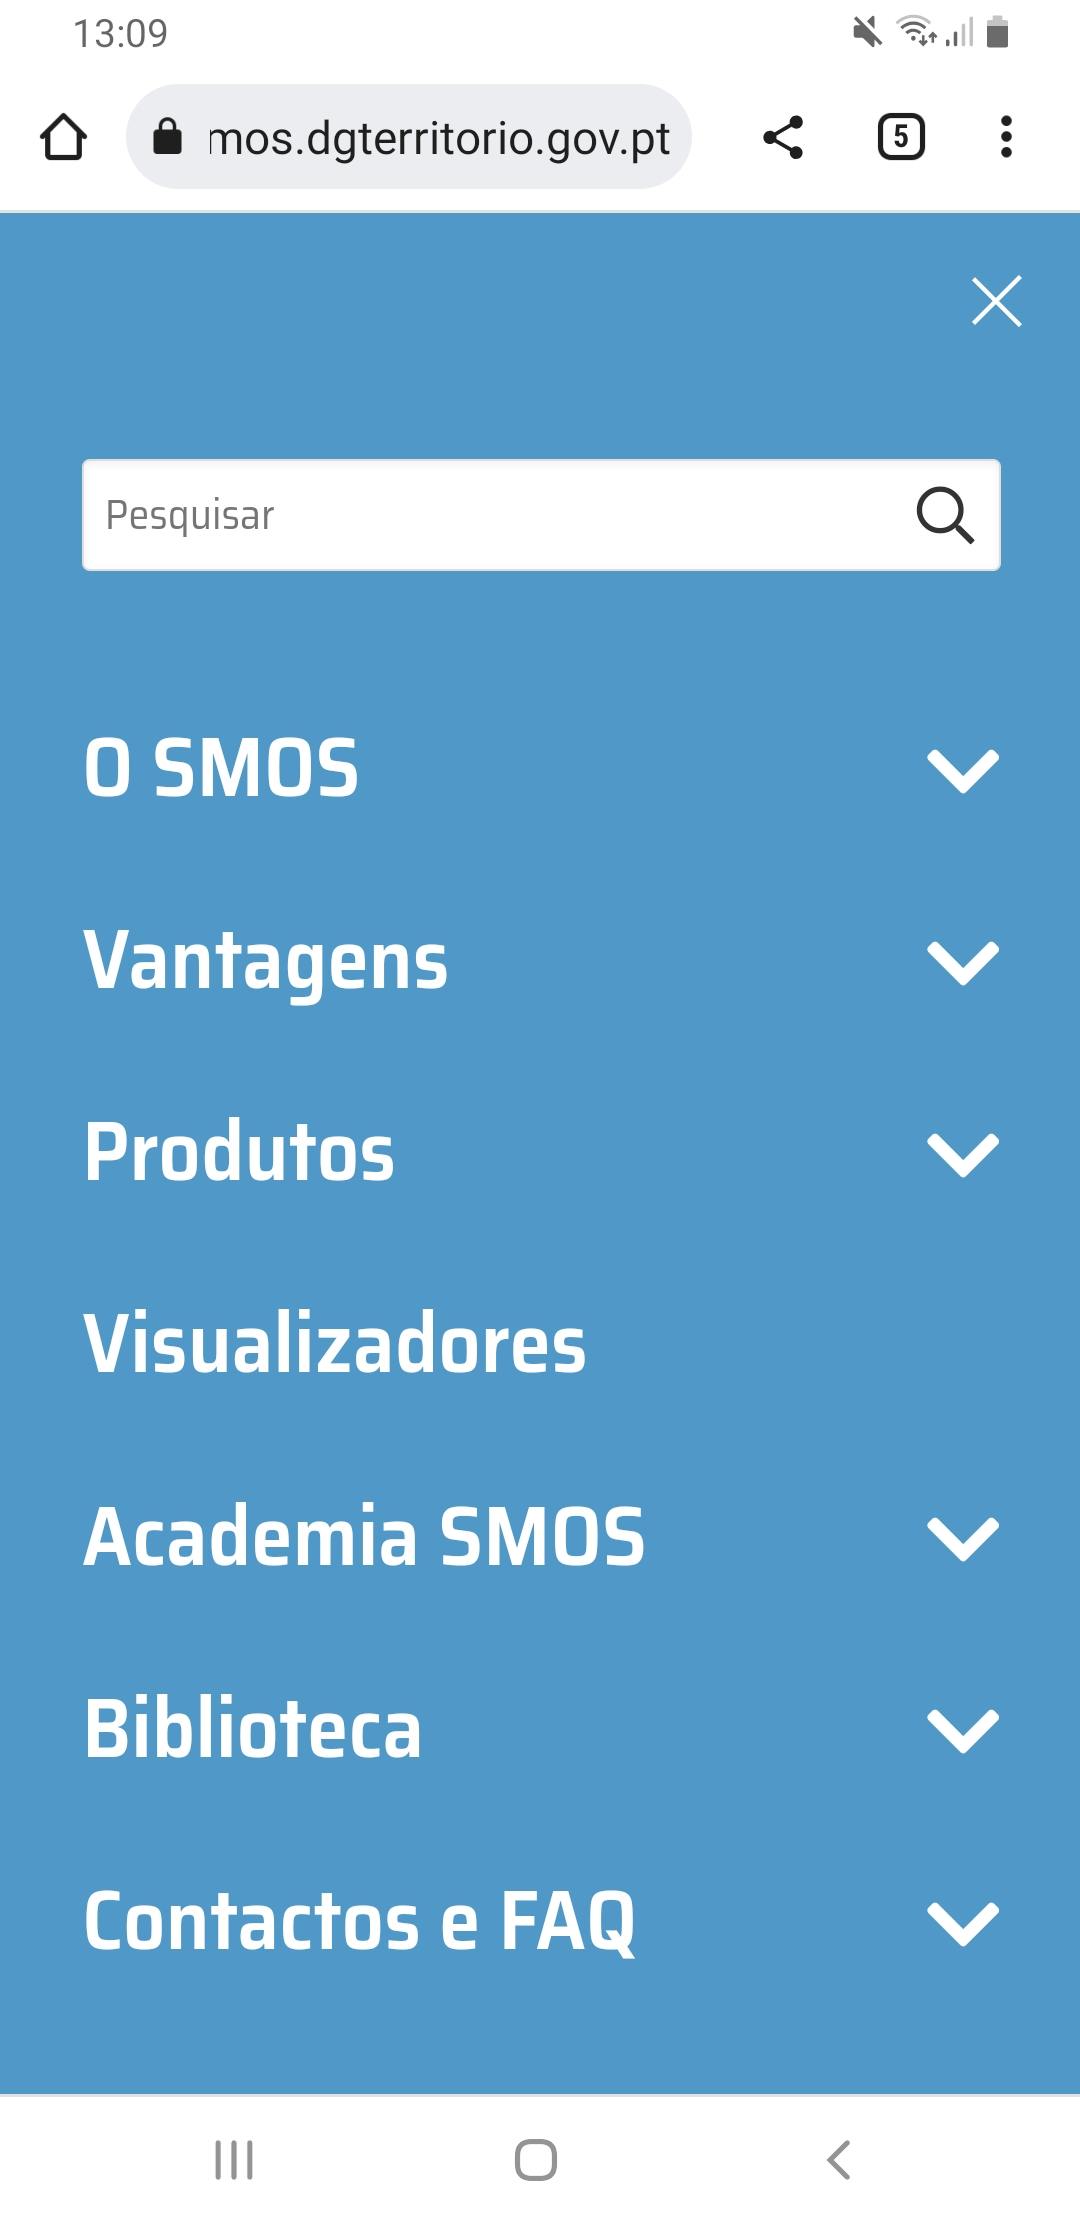 13:09
mos.dgterritorio.gov.pt
5
Pesquisar
O SMOS
Vantagens
Produtos
Visualizadores
Academia SMOS
Biblioteca
Contactos e FAQ